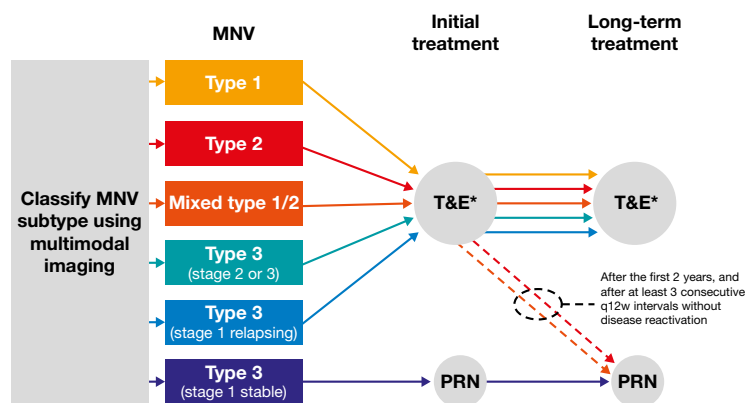 MNV
Initial
treatment
Long-term
treatment
Classify MNV
subtype using
multimodal
imaging
Type 1
Type 2
Mixed type 1/2
Type 3
(stage 2 or 3)
Type 3
(stage 1 relapsing)
Type 3
(stage 1 stable)
T&E*
T&E*
After the first 2 years, and
after at least 3 consecutive
q12w intervals without
disease reactivation
PRN
PRN